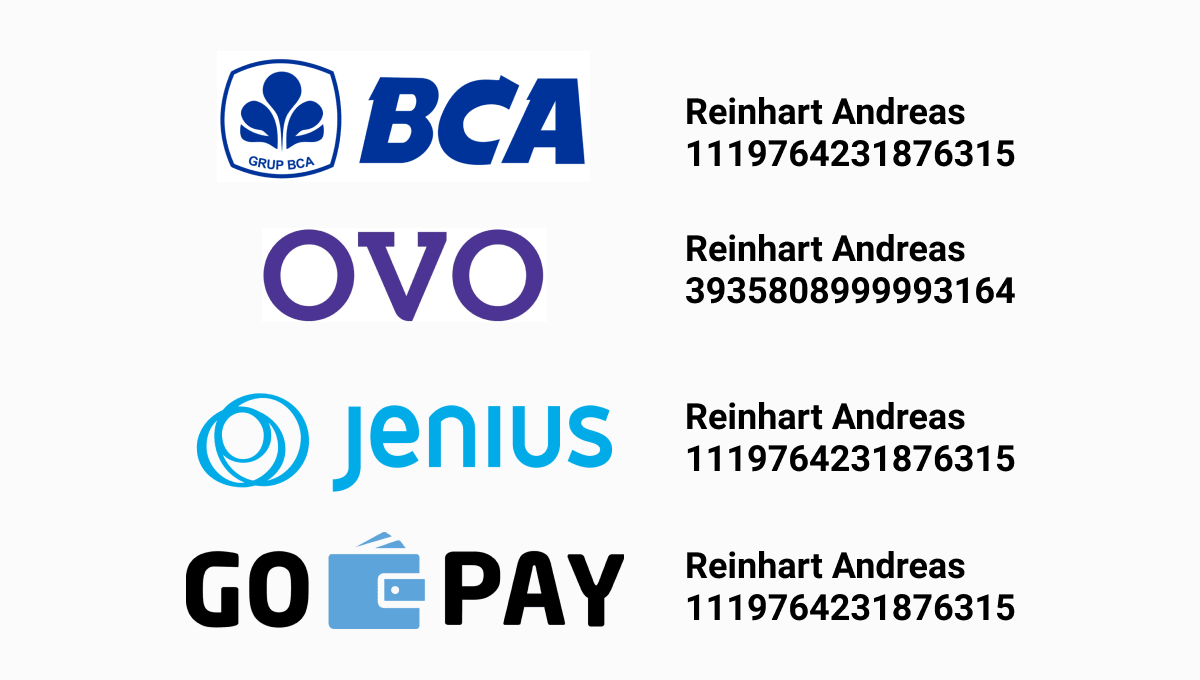 GRUP BCA
BCA
Reinhart Andreas
1119764231876315
OVO
Reinhart Andreas
3935808999993164
Jenius
Reinhart Andreas
1119764231876315
GO PAY
Reinhart Andreas
1119764231876315